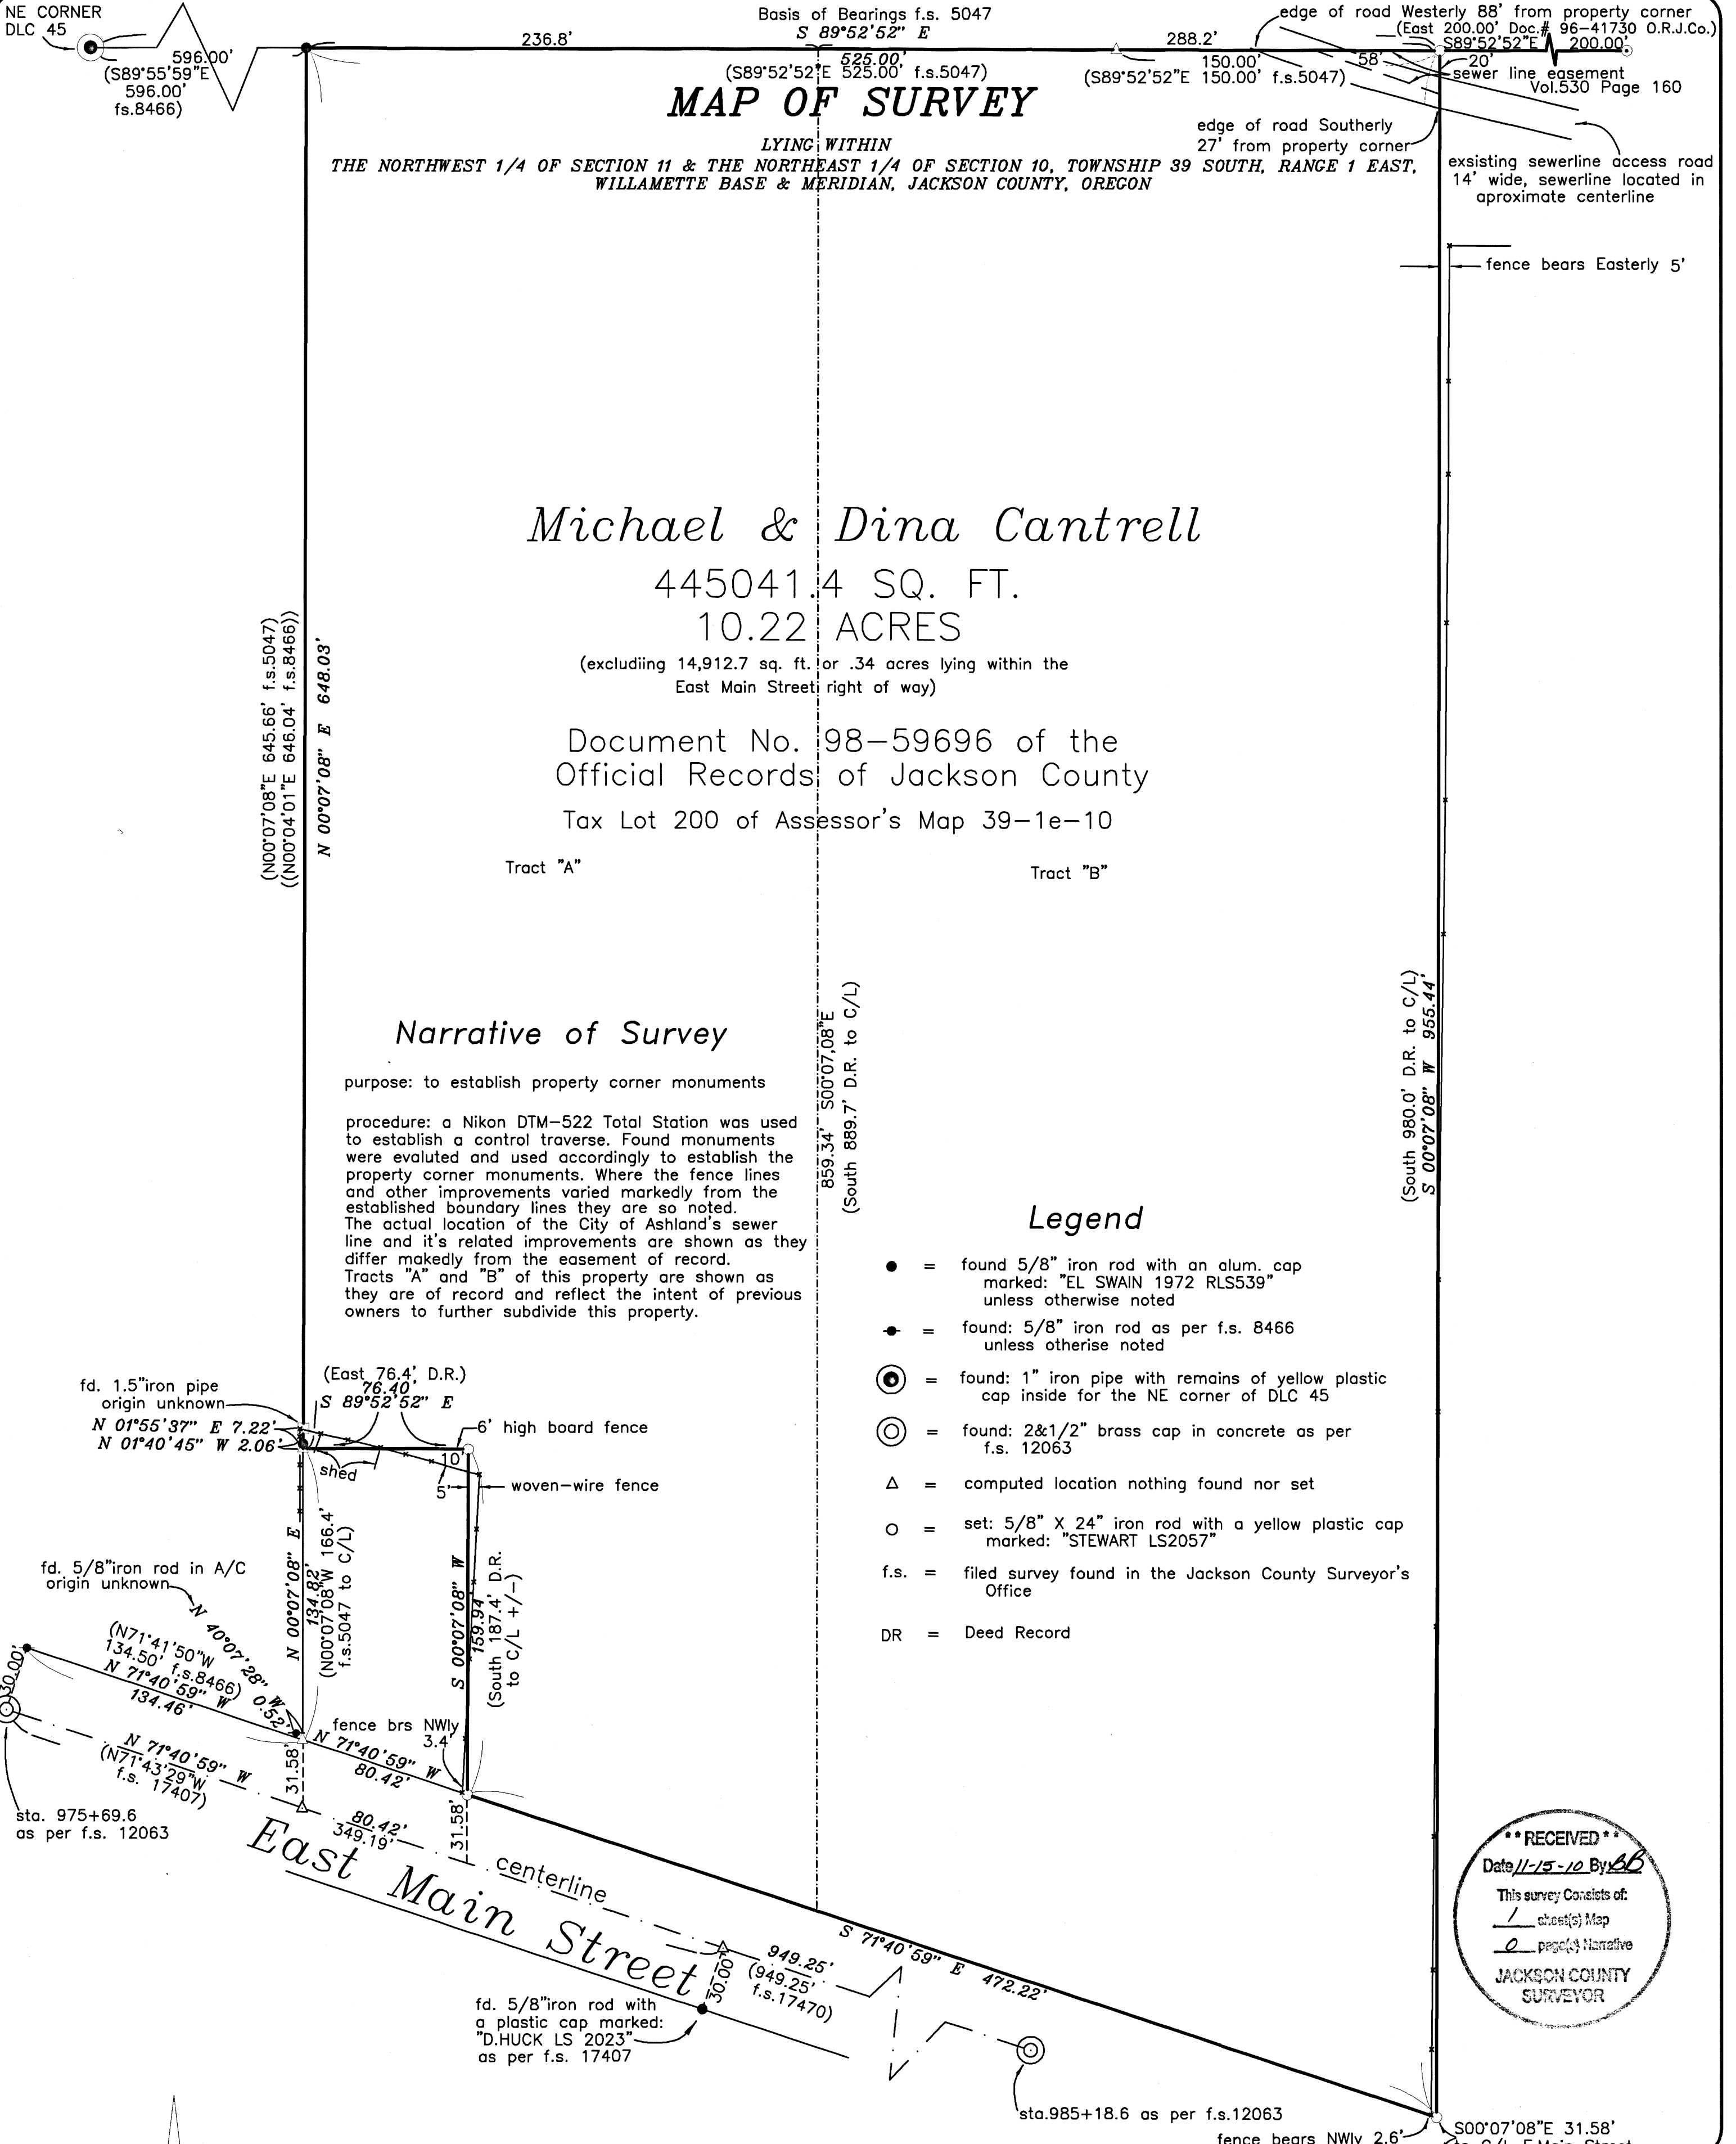 NE CORNER
DLC 45
596.00'
(S89°55'59"E
596.00'
fs.8466)
Basis of Bearings f.s. 5047
S 89°52'52" E
236.8'
525.00'
(S89°52'52"E 525.00' f.s.5047)
288.2'
150.00'
(S89°52'52"E 150.00' f.s.5047)
58'
edge of road Westerly 88' from property corner
(East 200.00' Doc.# 96-41730 O.R.J.Co.)
S89°52'52"E 200.00'
20'
sewer line easement
Vol.530 Page 160
edge of road Southerly
27' from property corner
exsisting sewerline access road
14' wide, sewerline located in
aproximate centerline
fence bears Easterly 5'
MAP OF SURVEY
LYING WITHIN
THE NORTHWEST 1/4 OF SECTION 11 & THE NORTHEAST 1/4 OF SECTION 10, TOWNSHIP 39 SOUTH, RANGE 1 EAST,
WILLAMETTE BASE & MERIDIAN, JACKSON COUNTY, OREGON
Michael & Dina Cantrell
445041.4 SQ. FT.
10.22 ACRES
(excludiing 14,912.7 sq. ft. or .34 acres lying within the
East Main Street right of way)
Document No. 98-59696 of the
Official Records of Jackson County
Tax Lot 200 of Assessor's Map 39-1e-10
Tract "A"
Tract "B"
(N00°07'08"E 645.66' f.s.5047)
((N00°04'01"E 646.04' f.s.8466))
N 00°07'08" E 648.03'
859.34' S00°07,08"E
(South 889.7' D.R. to C/L)
(South 980.0' D.R. to C/L)
S 00°07'08" W 955.44'
Narrative of Survey
purpose: to establish property corner monuments
procedure: a Nikon DTM-522 Total Station was used
to establish a control traverse. Found monuments
were evaluted and used accordingly to establish the
property corner monuments. Where the fence lines
and other improvements varied markedly from the
established boundary lines they are so noted.
The actual location of the City of Ashland's sewer
line and it's related improvements are shown as they
differ makedly from the easement of record.
Tracts "A" and "B" of this property are shown as
they are of record and reflect the intent of previous
owners to further subdivide this property.
Legend
= found 5/8" iron rod with an alum. cap
marked: "EL SWAIN 1972 RLS539"
unless otherwise noted
= found: 5/8" iron rod as per f.s. 8466
unless otherise noted
= found: 1" iron pipe with remains of yellow plastic
cap inside for the NE corner of DLC 45
= found: 2&1/2" brass cap in concrete as per
f.s. 12063
= computed location nothing found nor set
= set: 5/8" X 24" iron rod with a yellow plastic cap
marked: "STEWART LS2057"
f.s. = filed survey found in the Jackson County Surveyor's
Office
DR = Deed Record
(East 76.4' D.R.)
76.40'
S 89°52'52" E
fd. 1.5"iron pipe
origin unknown
N 01°55'37" E 7.22'
N 01°40'45" W 2.06'
6' high board fence
shed
10'
5'
woven-wire fence
N 00°07'08" E
134.82'
(N00°07'08"W 166.4'
f.s.5047 to C/L)
S 00°07'08" W
159.94'
(South 187.4' D.R.
to C/L +/-)
fd. 5/8"iron rod in A/C
origin unknown
N 40°07'28" W
0.52'
(N71°41'50"W
134.50' f.s.8466)
N 71°40'59" W
134.46'
30.00'
fence brs NWly
3.4'
N 71°40'59" W
80.42'
31.58'
31.58'
N 71°40'59" W
(N71°43'29"W
f.s. 17407)
sta. 975+69.6
as per f.s. 12063
80.42'
349.19'
centerline
East Main Street
30.00'
949.25'
(949.25'
f.s.17470)
S 71°40'59" E 472.22'
fd. 5/8"iron rod with
a plastic cap marked:
"D.HUCK LS 2023"
as per f.s. 17407
sta.985+18.6 as per f.s.12063
fence bears NWly 2.6'
S00°07'08"E 31.58'
to C/L E.Main Street
** RECEIVED **
Date 11-15-10 By BB
This survey Consists of:
1 sheet(s) Map
0 page(s) Narrative
JACKSON COUNTY
SURVEYOR